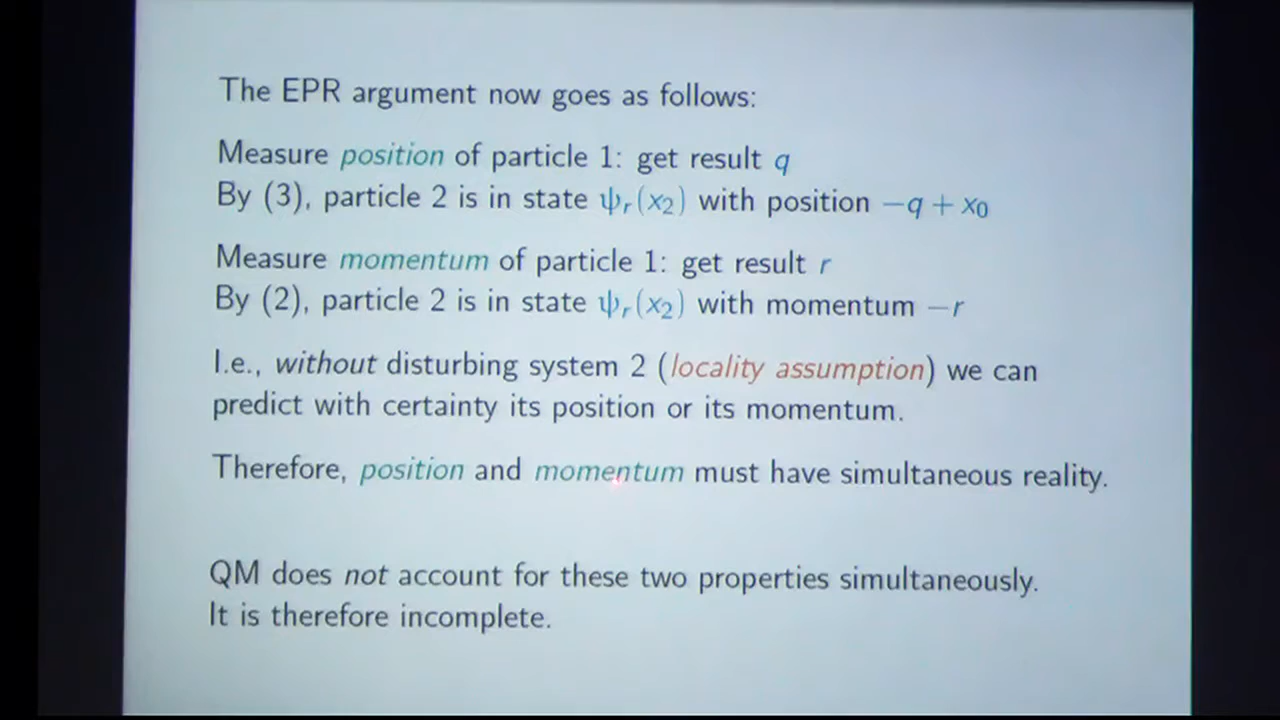 The EPR argument now goes as follows:
Measure position of particle 1: get result q
By (3), particle 2 is in state ψr(x2) with position −q + x0
Measure momentum of particle 1: get result r
By (2), particle 2 is in state ψr(x2) with momentum −r
I.e., without disturbing system 2 (locality assumption) we can
predict with certainty its position or its momentum.
Therefore, position and momentum must have simultaneous reality.
QM does not account for these two properties simultaneously.
It is therefore incomplete.